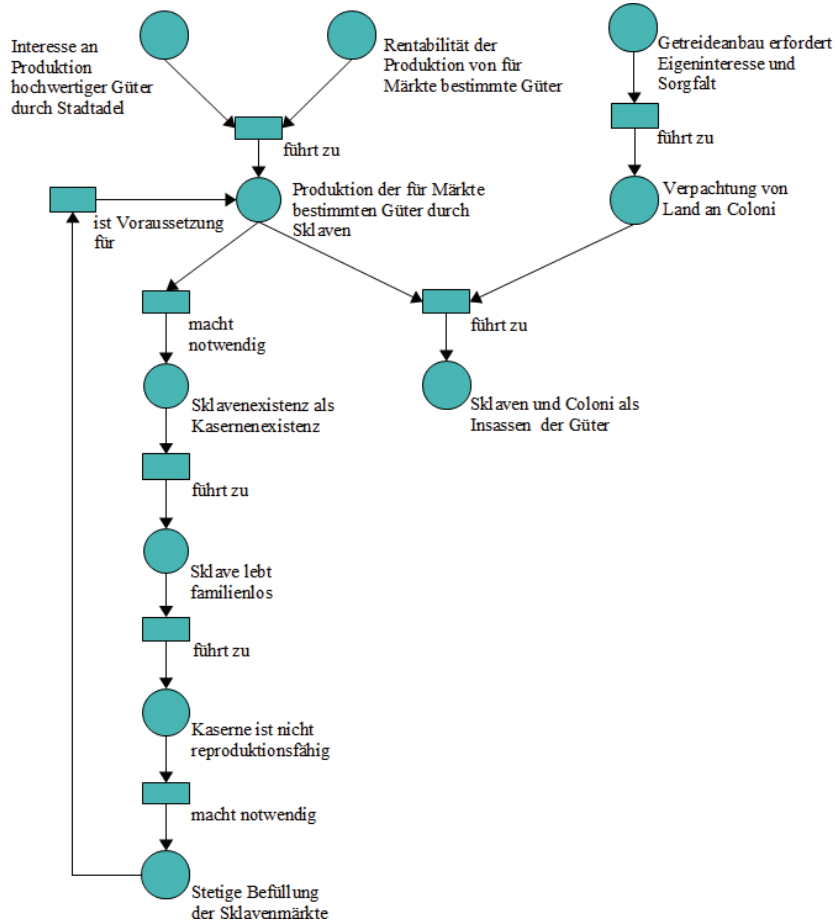 Interesse an
Produktion
hochwertiger Güter
durch Stadtadel
Rentabilität der
Produktion von für
Märkte bestimmte Güter
Getreideanbau erfordert
Eigeninteresse und
Sorgfalt
führt zu
führt zu
ist Voraussetzung
für
Produktion der für Märkte
bestimmten Güter durch
Sklaven
Verpachtung von
Land an Coloni
macht
notwendig
führt zu
Sklavenexistenz als
Kasernenexistenz
Sklaven und Coloni als
Insassen der Güter
führt zu
Sklave lebt
familienlos
führt zu
Kaserne ist nicht
reproduktionsfähig
macht notwendig
Stetige Befüllung
der Sklavenmärkte